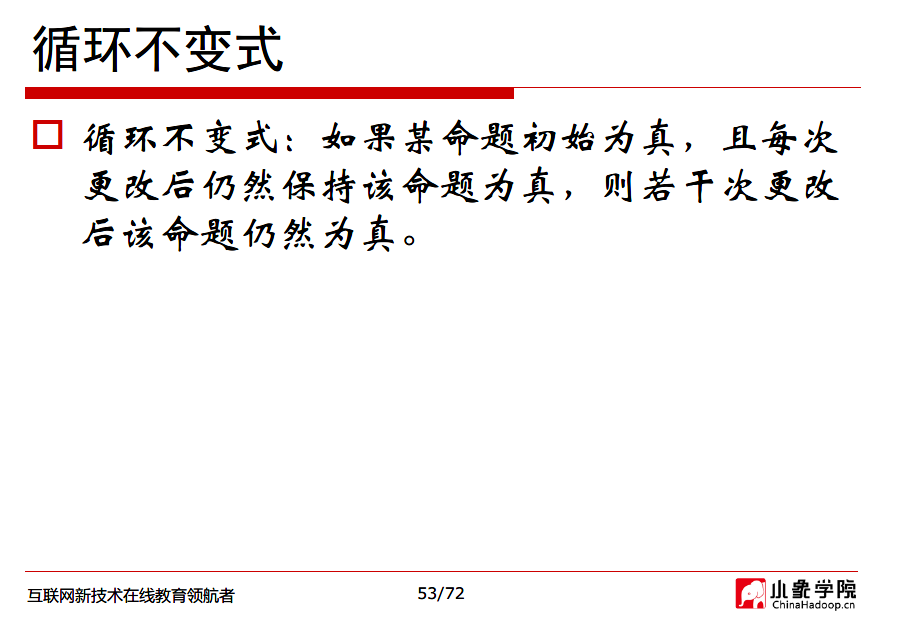 循环不变式
循环不变式：如果某命题初始为真，且每次
更改后仍然保持该命题为真，则若干次更改
后该命题仍然为真。
互联网新技术在线教育领航者
53/72
小象学院
ChinaHadoop.cn